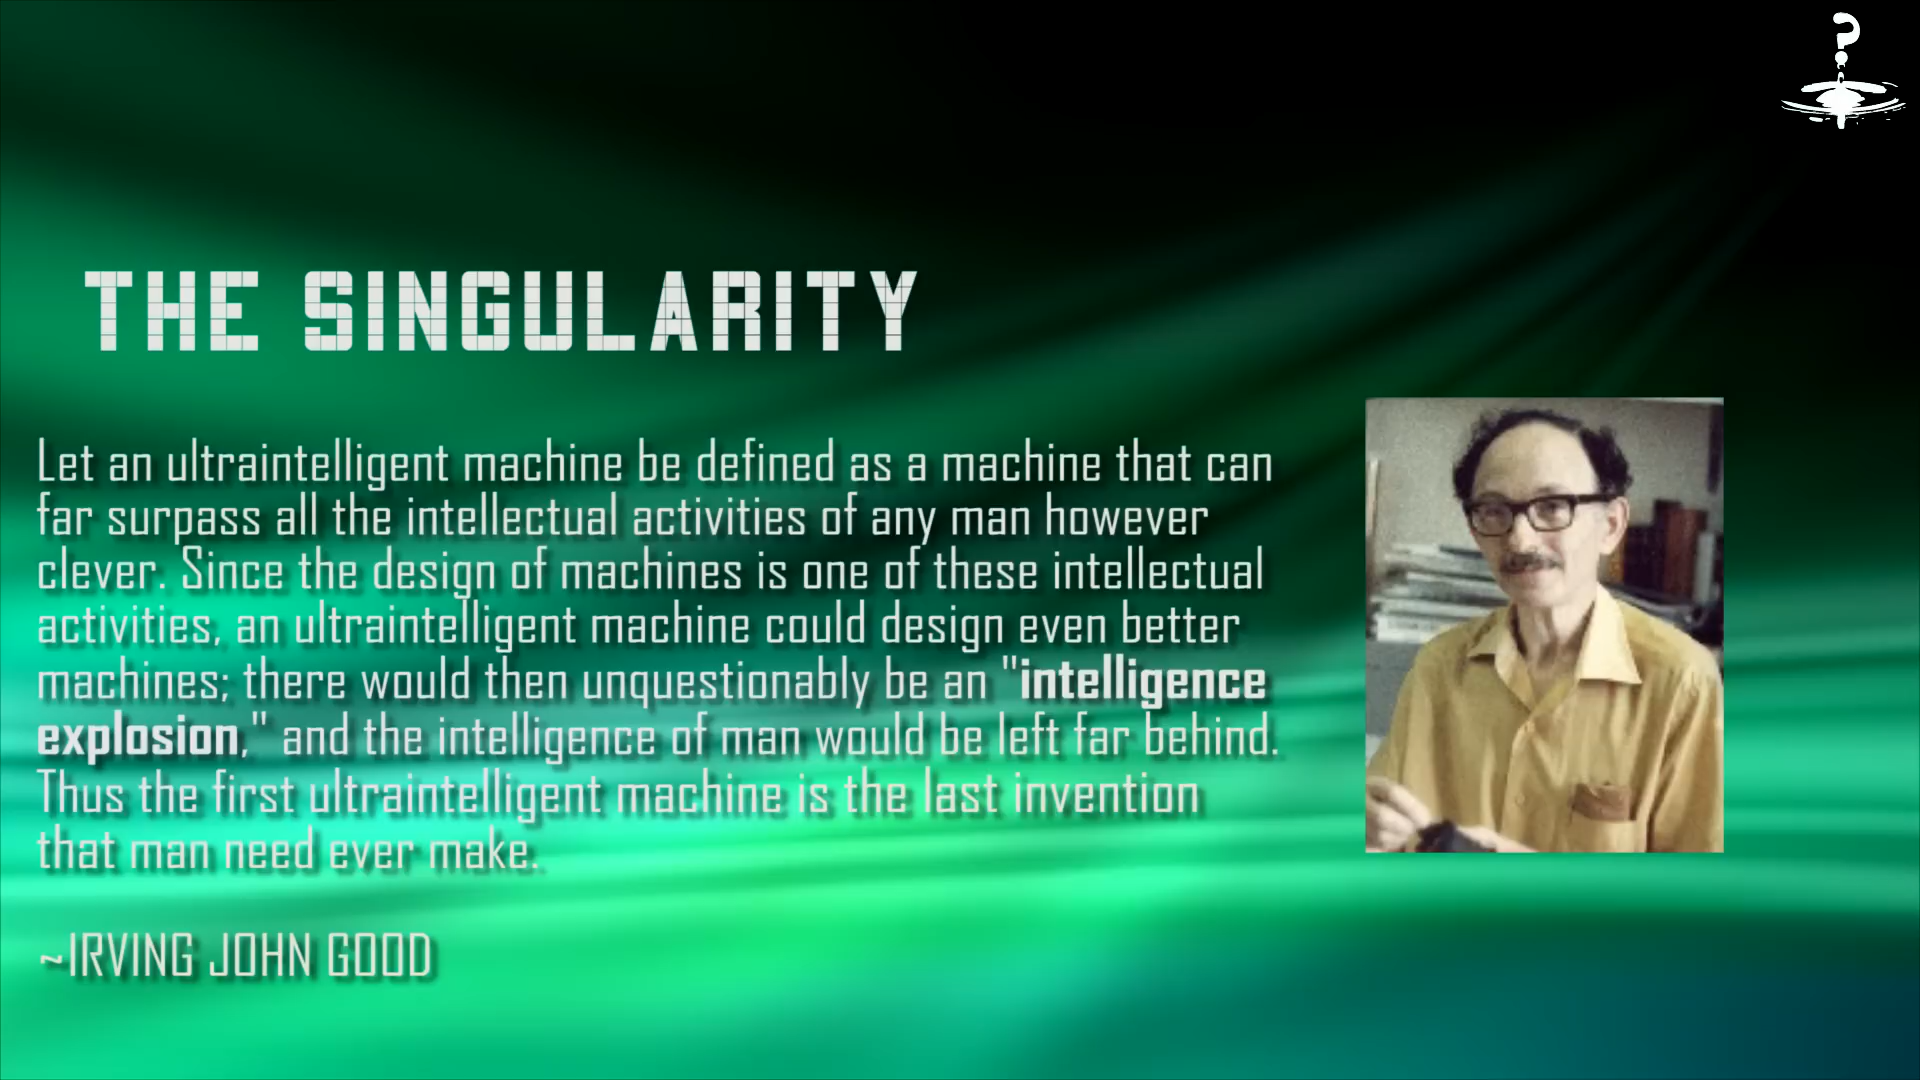 THE SINGULARITY
Let an ultraintelligent machine be defined as a machine that can
far surpass all the intellectual activities of any man however
clever. Since the design of machines is one of these intellectual
activities, an ultraintelligent machine could design even better
machines; there would then unquestionably be an "intelligence
explosion," and the intelligence of man would be left far behind.
Thus the first ultraintelligent machine is the last invention
that man need ever make.
~IRVING JOHN GOOD